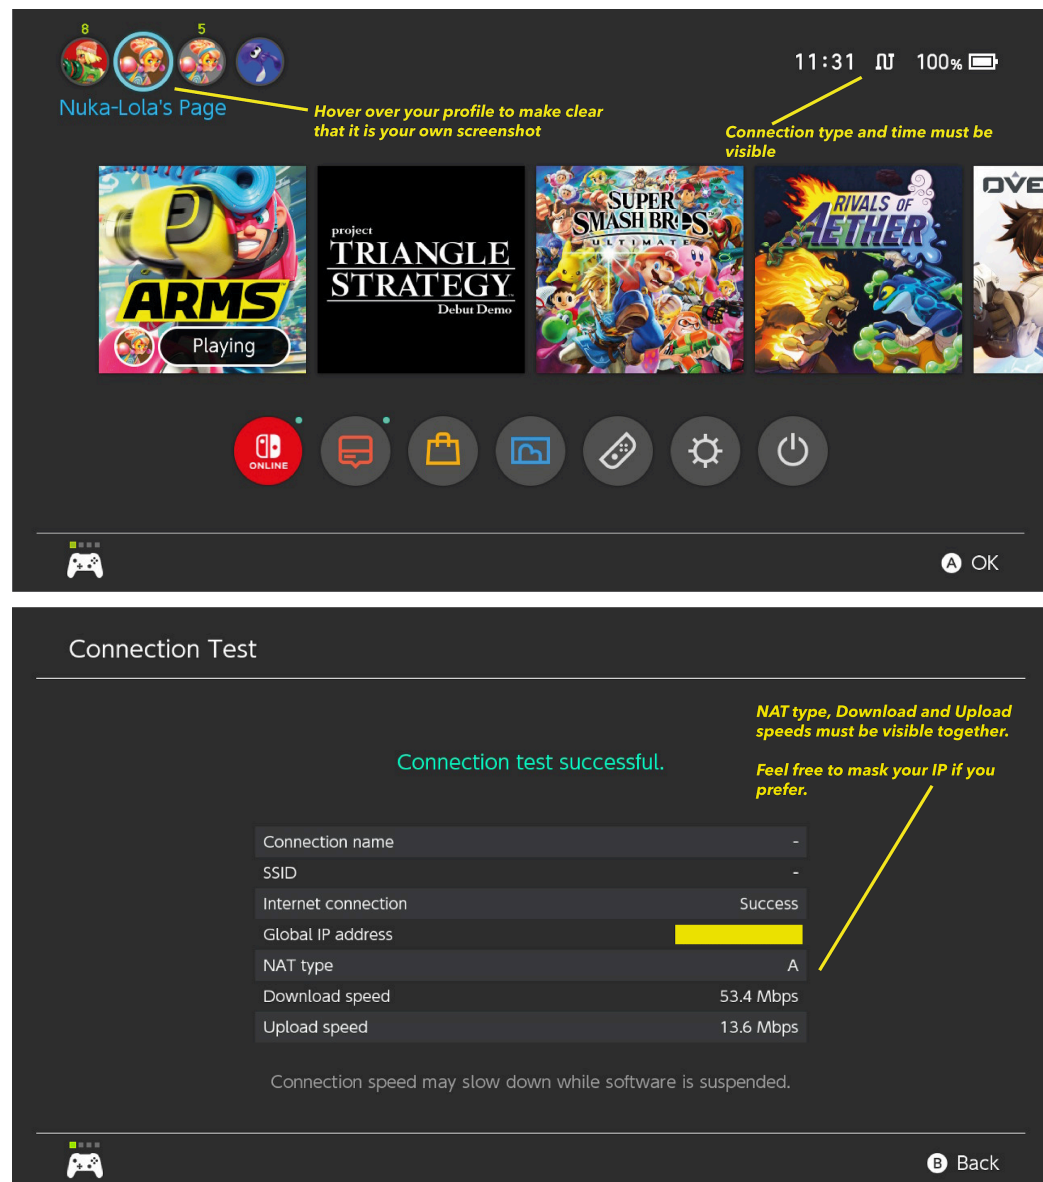 8
5
11:31 100%
Nuka-Lola's Page
Hover over your profile to make clear
that it is your own screenshot
Connection type and time must be
visible
ARMS
Playing
project
TRIANGLE
STRATEGY
Debut Demo
SUPER
SMASH BROS.
ULTIMATE
RIVALS OF
AETHER
OVE
ONLINE
A OK
Connection Test
NAT type, Download and Upload
speeds must be visible together.
Feel free to mask your IP if you
prefer.
Connection test successful.
Connection name -
SSID -
Internet connection Success
Global IP address
NAT type A
Download speed 53.4 Mbps
Upload speed 13.6 Mbps
Connection speed may slow down while software is suspended.
B Back